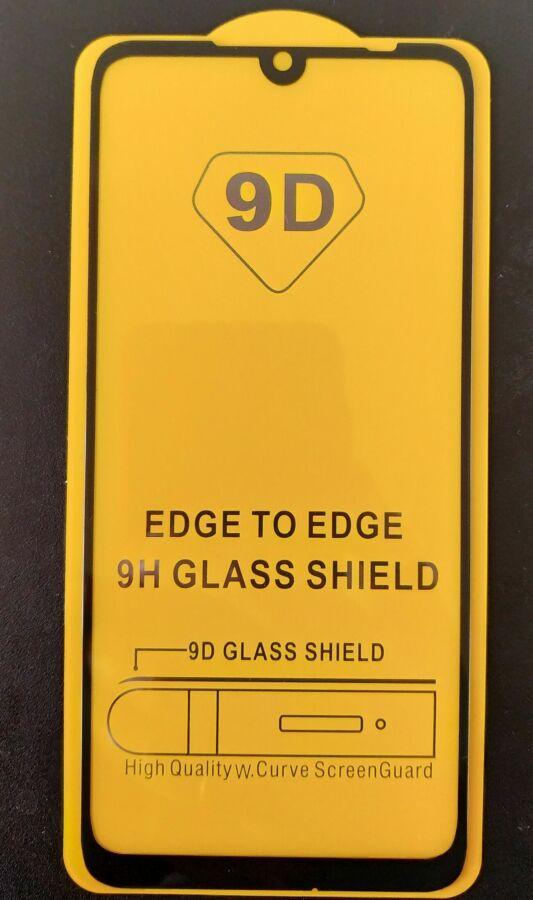 9D
EDGE TO EDGE
9H GLASS SHIELD
9D GLASS SHIELD
High Quality w. Curve ScreenGuard